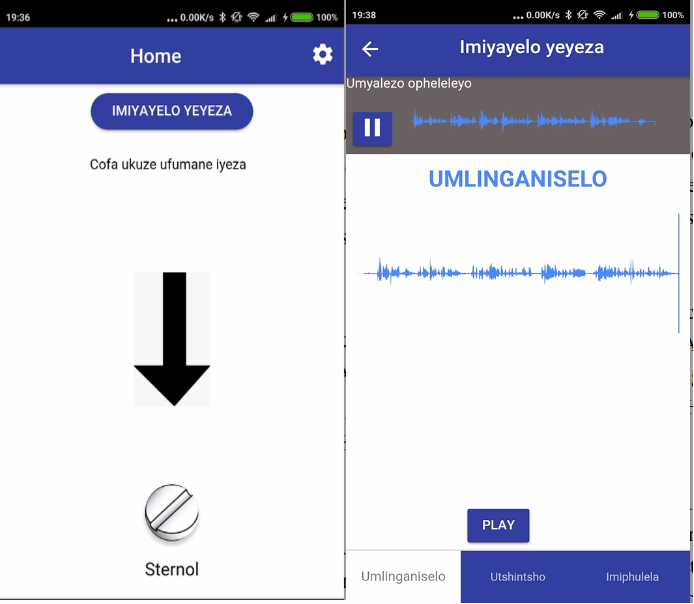 19:36
... 0.00K/s 100%
Home
IMIYAYELO YEYEZA
Cofa ukuze ufumane iyeza
Sternol
19:38
... 0.00K/s 100%
Imiyayelo yeyeza
Umyalezo opheleleyo
UMLINGANISELO
PLAY
Umlinganiselo
Utshintsho
Imiphulela